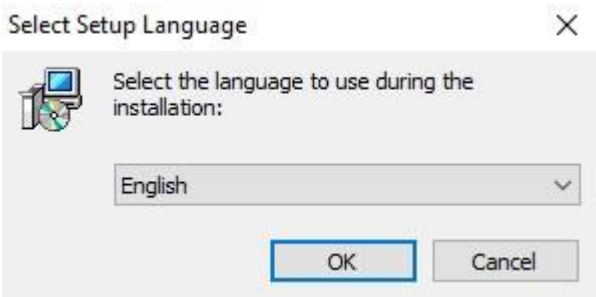 Select Setup Language
Select the language to use during the
installation:
English
OK
Cancel